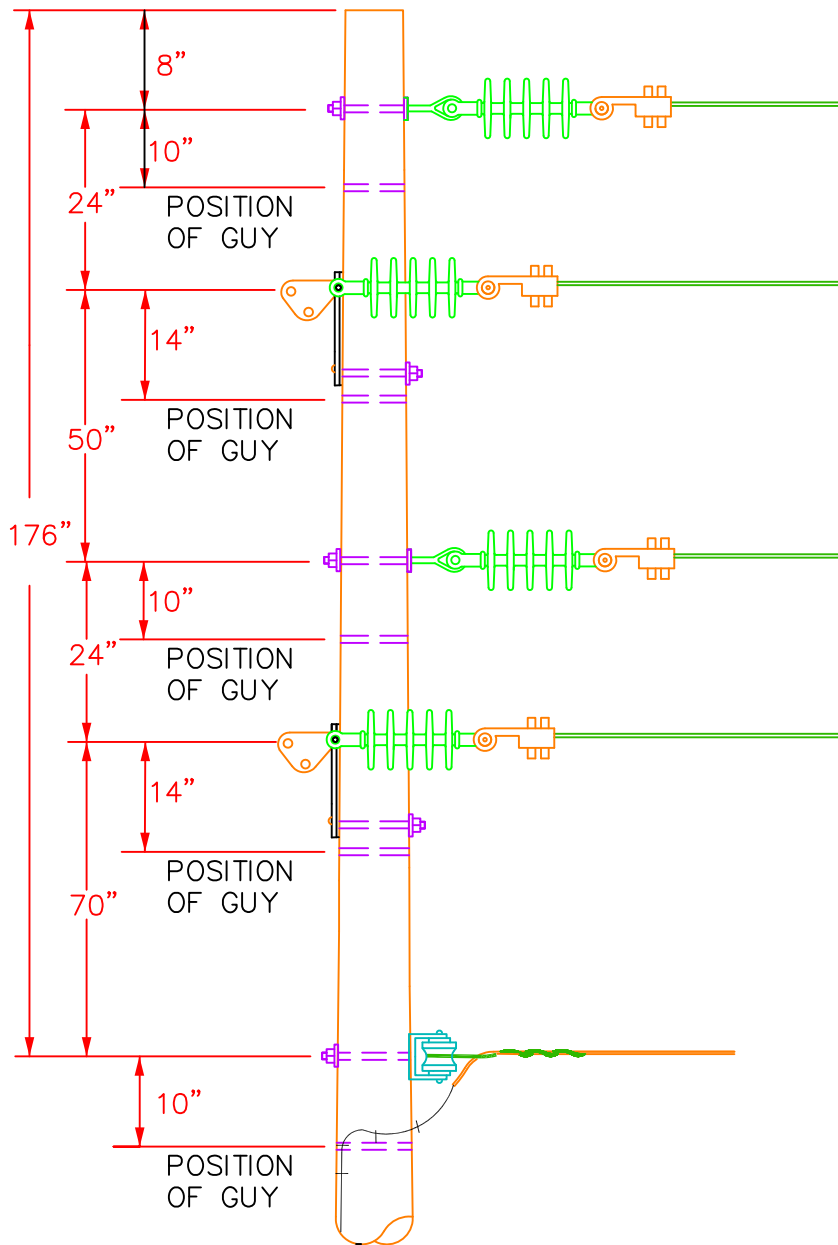 8”
10”
24”
POSITION
OF GUY
14”
POSITION
OF GUY
50”
176”
10”
24”
POSITION
OF GUY
14”
POSITION
OF GUY
70”
10”
POSITION
OF GUY